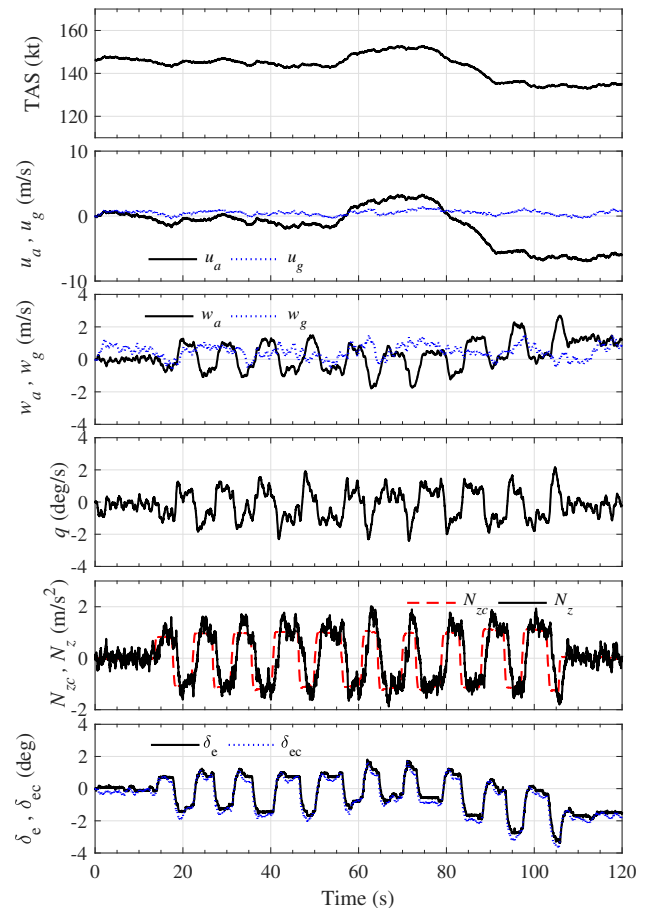 160
140
120
TAS (kt)
10
0
-10
u_a , u_g (m/s)
u_a u_g
4
2
0
-2
-4
w_a , w_g (m/s)
w_a w_g
4
2
0
-2
-4
q (deg/s)
2
0
-2
N_zc , N_z (m/s²)
N_zc N_z
4
2
0
-2
-4
δ_e , δ_ec (deg)
δ_e δ_ec
0 20 40 60 80 100 120
Time (s)